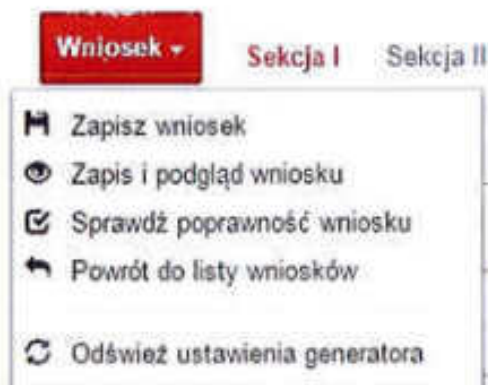 Wniosek Sekcja I Sekcja II
Zapisz wniosek
Zapis i podgląd wniosku
Sprawdź poprawność wniosku
Powrót do listy wniosków
Odśwież ustawienia generatora